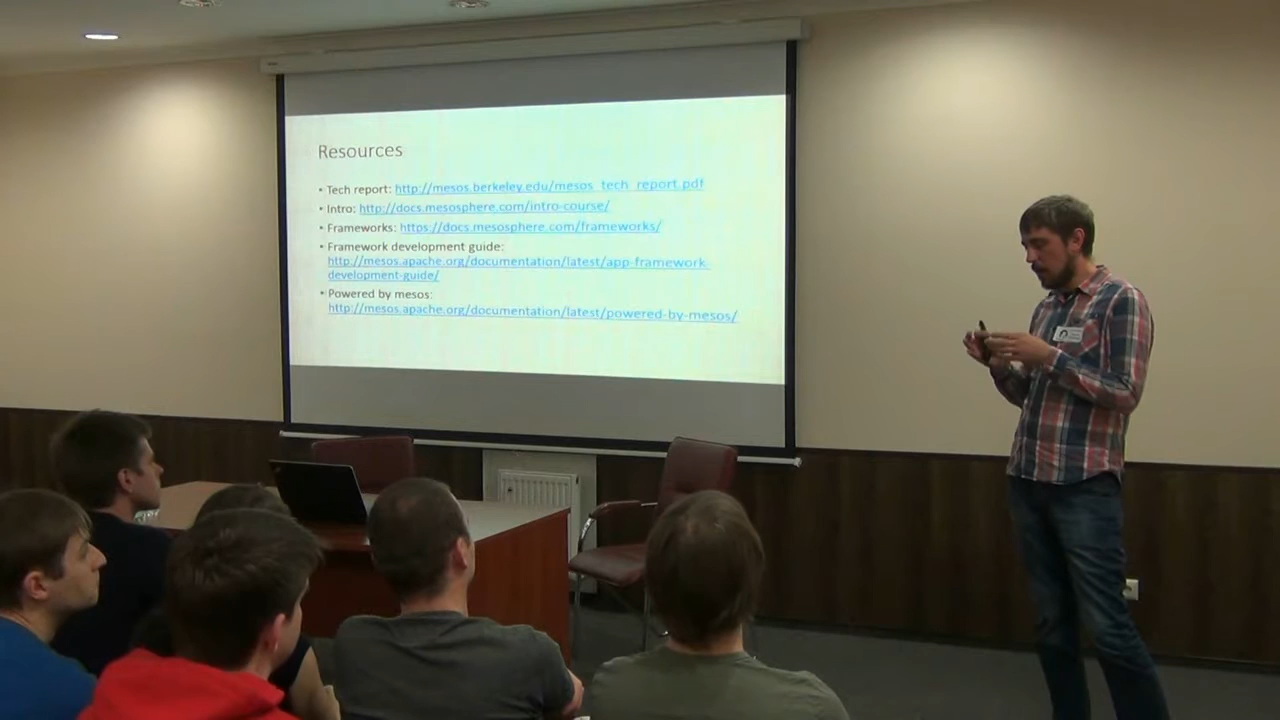 Resources
• Tech report: http://mesos.berkeley.edu/mesos_tech_report.pdf
• Intro: http://docs.mesosphere.com/intro-course/
• Frameworks: https://docs.mesosphere.com/frameworks/
• Framework development guide:
http://mesos.apache.org/documentation/latest/app-framework-
development-guide/
• Powered by mesos:
http://mesos.apache.org/documentation/latest/powered-by-mesos/